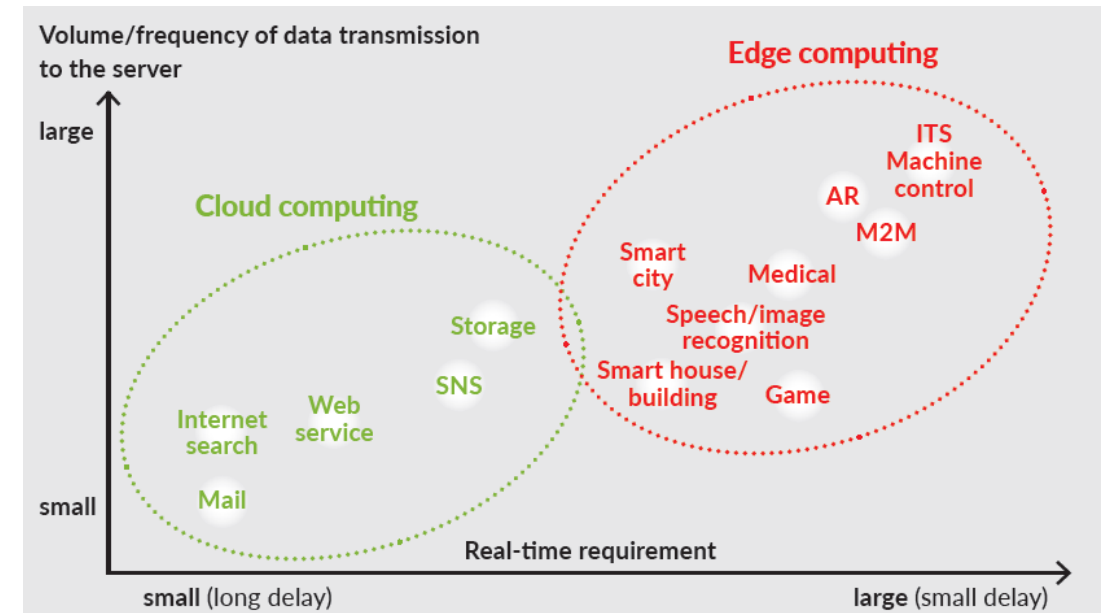 Volume/frequency of data transmission
to the server
large
small
Cloud computing
Storage
SNS
Web
service
Internet
search
Mail
Edge computing
ITS
Machine
control
AR
M2M
Smart
city
Medical
Speech/image
recognition
Smart house/
building
Game
Real-time requirement
small (long delay)
large (small delay)